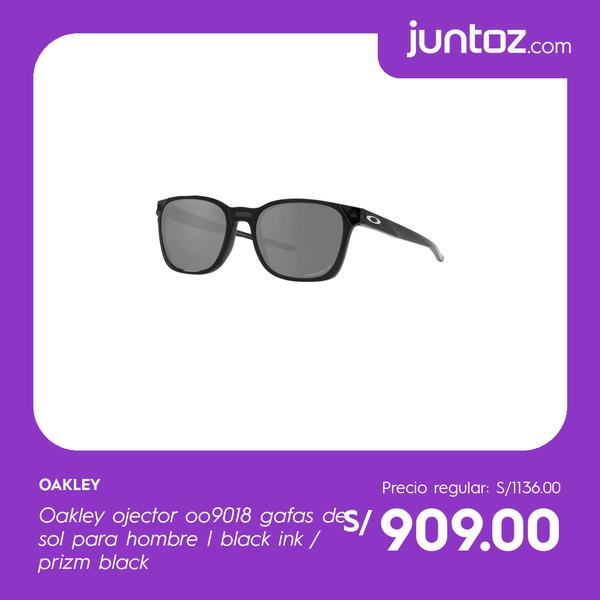 juntoz.com
OAKLEY
Oakley ojector oo9018 gafas de
sol para hombre | black ink /
prizm black
Precio regular: S/1136.00
S/ 909.00